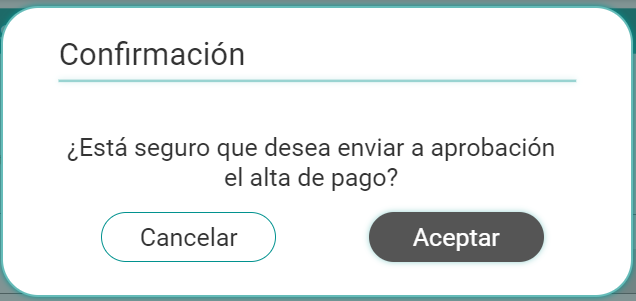 Confirmación
¿Está seguro que desea enviar a aprobación
el alta de pago?
Cancelar
Aceptar